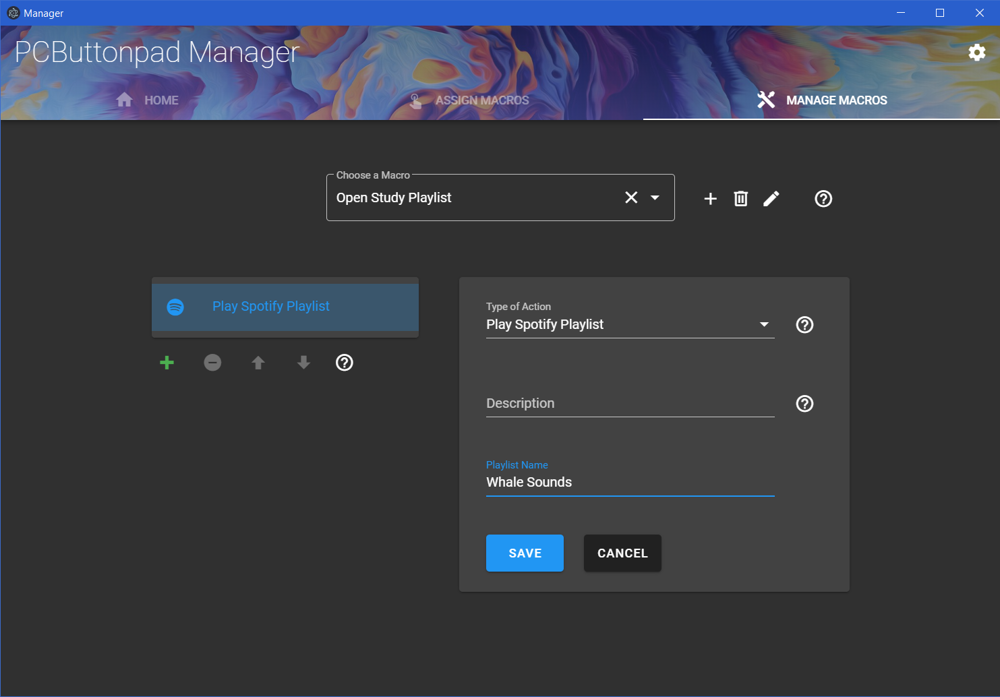 Manager
PCButtonpad Manager
HOME
ASSIGN MACROS
MANAGE MACROS
Choose a Macro
Open Study Playlist
Play Spotify Playlist
Type of Action
Play Spotify Playlist
Description
Playlist Name
Whale Sounds
SAVE
CANCEL